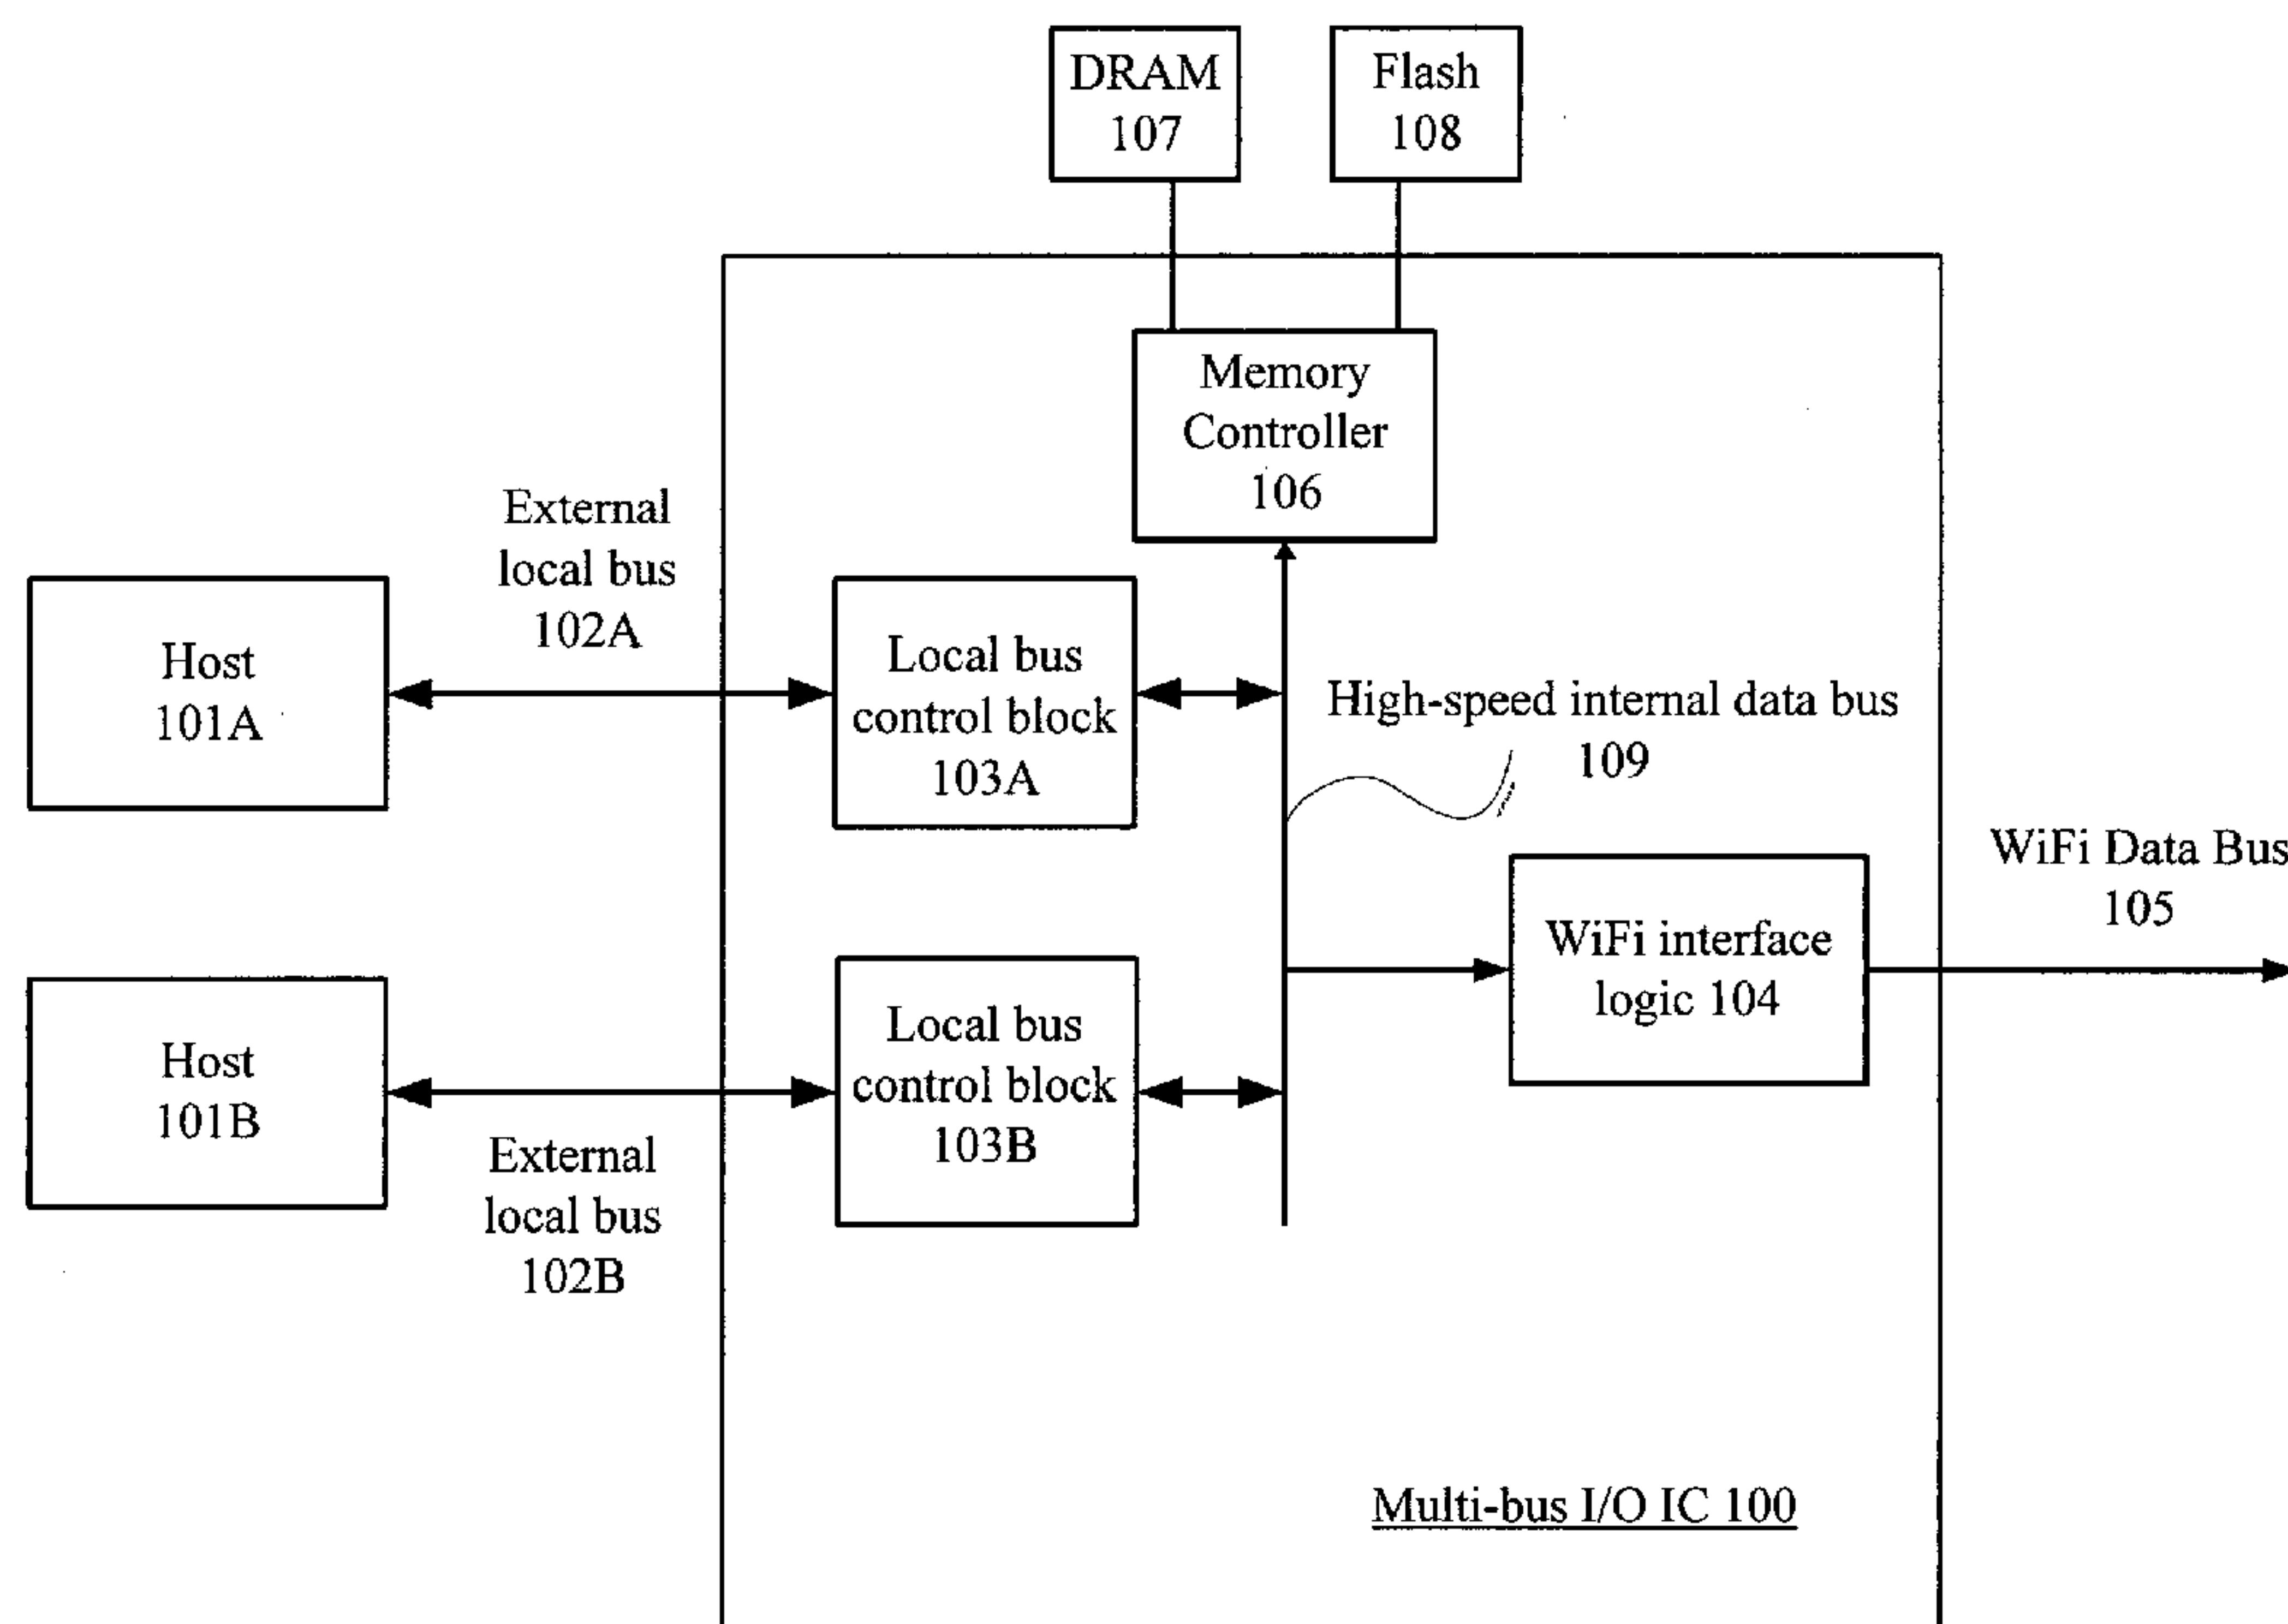 DRAM
107
Flash
108
Memory
Controller
106
External
local bus
102A
Host
101A
Local bus
control block
103A
High-speed internal data bus
109
WiFi Data Bus
105
WiFi interface
logic 104
Host
101B
Local bus
control block
103B
External
local bus
102B
Multi-bus I/O IC 100